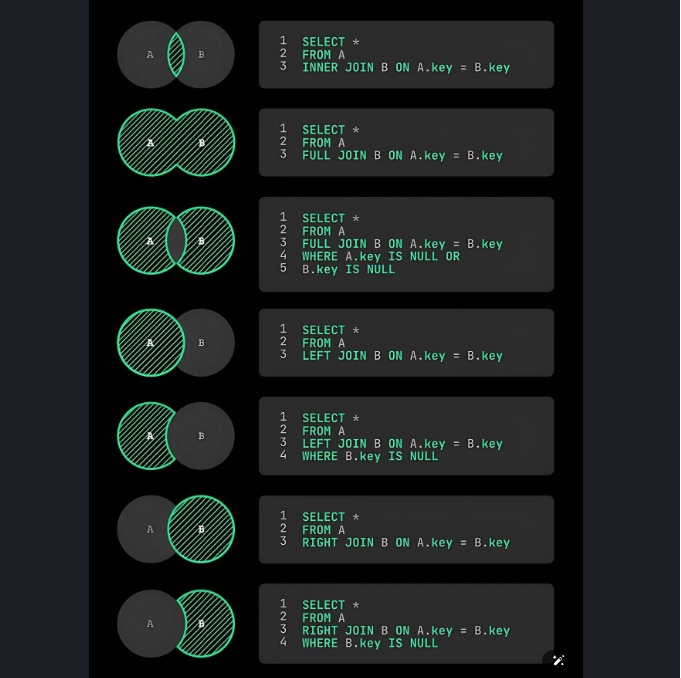 A B
1 SELECT *
2 FROM A
3 INNER JOIN B ON A.key = B.key
A B
1 SELECT *
2 FROM A
3 FULL JOIN B ON A.key = B.key
A B
1 SELECT *
2 FROM A
3 FULL JOIN B ON A.key = B.key
4 WHERE A.key IS NULL OR
5 B.key IS NULL
A B
1 SELECT *
2 FROM A
3 LEFT JOIN B ON A.key = B.key
A B
1 SELECT *
2 FROM A
3 LEFT JOIN B ON A.key = B.key
4 WHERE B.key IS NULL
A B
1 SELECT *
2 FROM A
3 RIGHT JOIN B ON A.key = B.key
A B
1 SELECT *
2 FROM A
3 RIGHT JOIN B ON A.key = B.key
4 WHERE B.key IS NULL